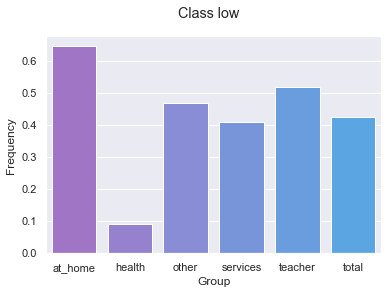 Class low
Frequency
0.6
0.5
0.4
0.3
0.2
0.1
0.0
at_home health other services teacher total
Group